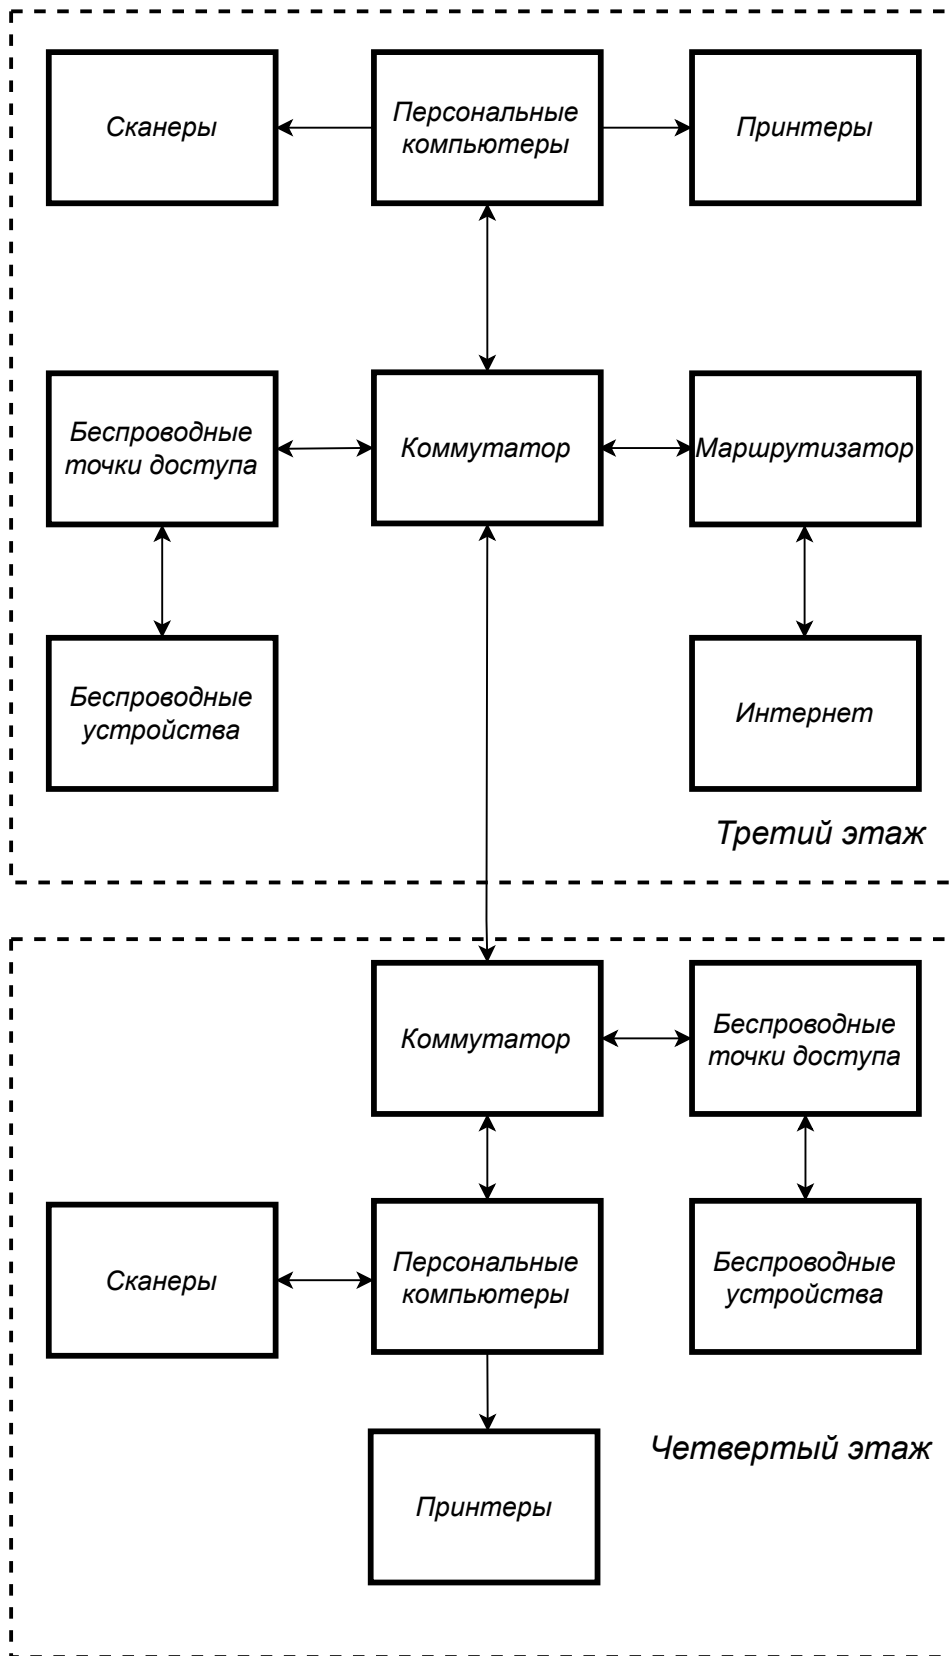 Сканеры
Персональные
компьютеры
Принтеры
Беспроводные
точки доступа
Коммутатор
Маршрутизатор
Беспроводные
устройства
Интернет
Третий этаж
Коммутатор
Беспроводные
точки доступа
Сканеры
Персональные
компьютеры
Беспроводные
устройства
Четвертый этаж
Принтеры